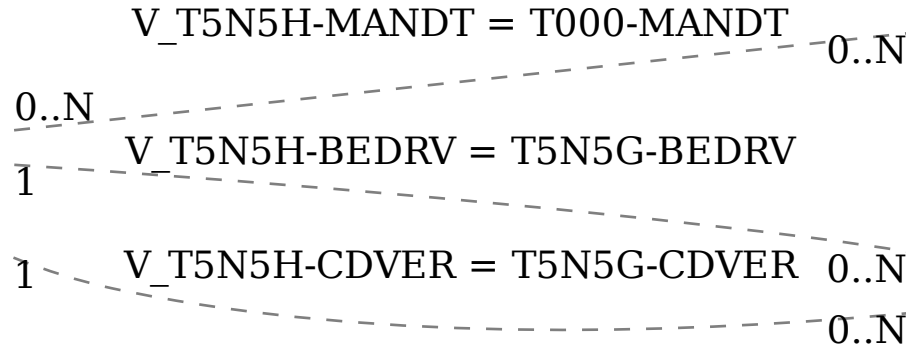 V_T5N5H-MANDT = T000-MANDT
0..N
0..N
V_T5N5H-BEDRV = T5N5G-BEDRV
1
V_T5N5H-CDVER = T5N5G-CDVER
0..N
1
0..N